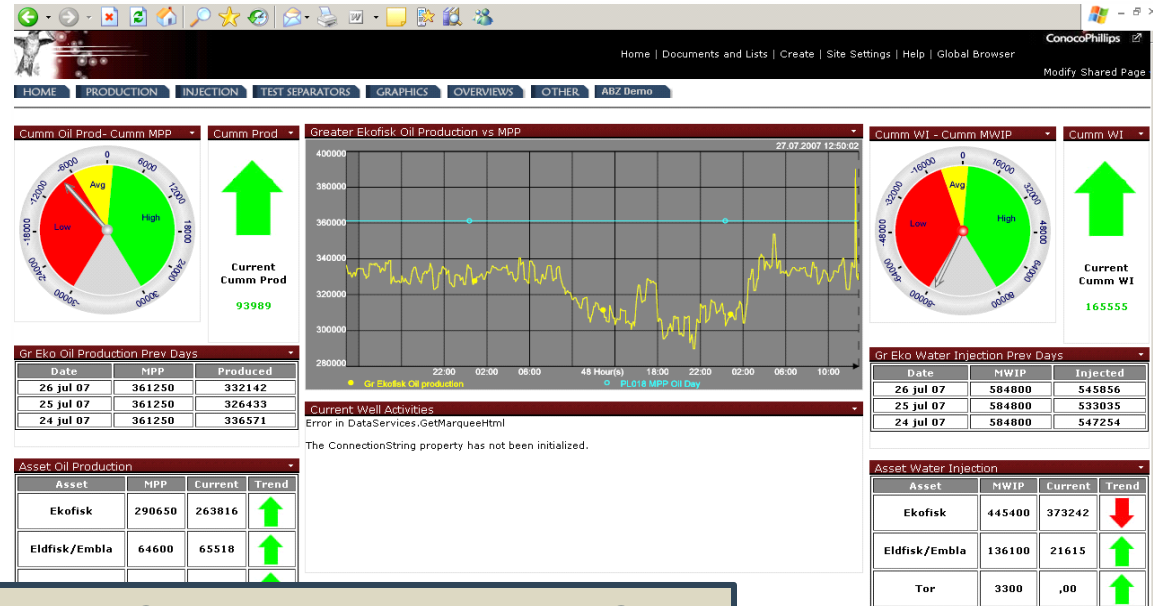 ConocoPhillips
Home | Documents and Lists | Create | Site Settings | Help | Global Browser
Modify Shared Page
HOME PRODUCTION INJECTION TEST SEPARATORS GRAPHICS OVERVIEWS OTHER ABZ Demo
Cumm Oil Prod- Cumm MPP
-30000 -24000 -18000 -12000 -6000 0 6000 12000 18000 24000 30000
Low Avg High
Cumm Prod
Current
Cumm Prod
93989
Gr Eko Oil Production Prev Days
Date MPP Produced
26 jul 07 361250 332142
25 jul 07 361250 326433
24 jul 07 361250 336571
Asset Oil Production
Asset MPP Current Trend
Ekofisk 290650 263816
Eldfisk/Embla 64600 65518
Greater Ekofisk Oil Production vs MPP
27.07.2007 12:50:02
400000
380000
360000
340000
320000
300000
280000
22:00 02:00 06:00 48 Hour(s) 18:00 22:00 02:00 06:00 10:00
Gr Ekofisk Oil production PL018 MPP Oil Day
Current Well Activities
Error in DataServices.GetMarqueeHtml
The ConnectionString property has not been initialized.
Cumm WI - Cumm MWIP
-80000 -64000 -48000 -32000 -16000 0 16000 32000 48000 64000 80000
Low Avg High
Cumm WI
Current
Cumm WI
165555
Gr Eko Water Injection Prev Days
Date MWIP Injected
26 jul 07 584800 545856
25 jul 07 584800 533035
24 jul 07 584800 547254
Asset Water Injection
Asset MWIP Current Trend
Ekofisk 445400 373242
Eldfisk/Embla 136100 21615
Tor 3300 ,00